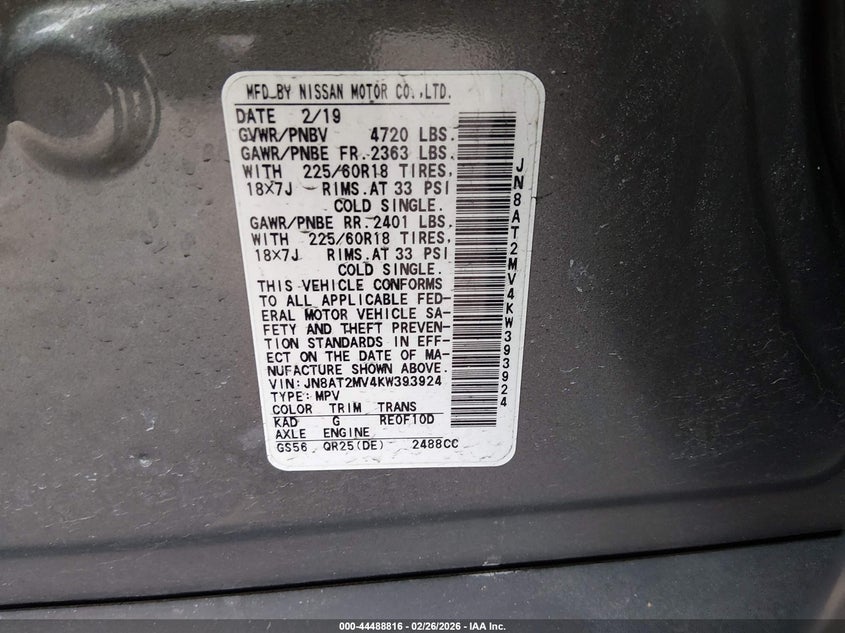 MFD.BY NISSAN MOTOR CO.,LTD.
DATE 2/19
GVWR/PNBV 4720 LBS.
GAWR/PNBE FR.2363 LBS.
WITH 225/60R18 TIRES,
18×7J RIMS.AT 33 PSI
COLD SINGLE.
GAWR/PNBE RR.2401 LBS.
WITH 225/60R18 TIRES,
18×7J RIMS.AT 33 PSI
COLD SINGLE.
THIS VEHICLE CONFORMS
TO ALL APPLICABLE FED-
ERAL MOTOR VEHICLE SA-
FETY AND THEFT PREVEN-
TION STANDARDS IN EFF-
ECT ON THE DATE OF MA-
NUFACTURE SHOWN ABOVE.
VIN:JN8AT2MV4KW393924
TYPE:MPV
COLOR TRIM TRANS
KAD G RE0F10D
AXLE ENGINE
GS56 QR25(DE) 2488CC
JN8AT2MV4KW393924
000-44488816 - 02/26/2026 - IAA Inc.